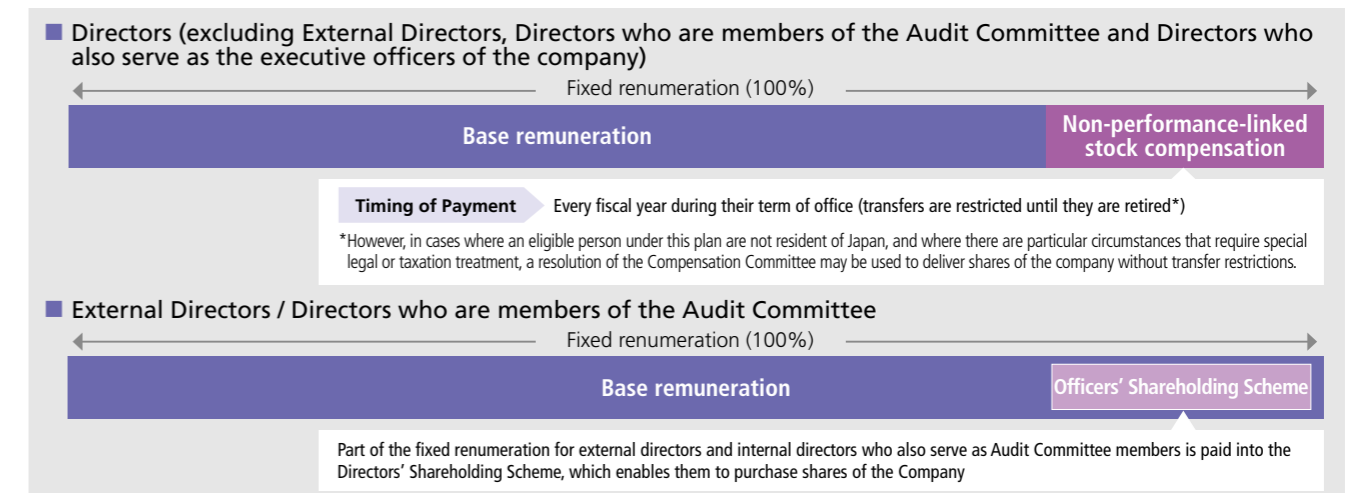 Directors (excluding External Directors, Directors who are members of the Audit Committee and Directors who
also serve as the executive officers of the company)
Fixed renumeration (100%)
Base remuneration
Non-performance-linked
stock compensation
Timing of Payment
Every fiscal year during their term of office (transfers are restricted until they are retired*)
*However, in cases where an eligible person under this plan are not resident of Japan, and where there are particular circumstances that require special
legal or taxation treatment, a resolution of the Compensation Committee may be used to deliver shares of the company without transfer restrictions.
External Directors / Directors who are members of the Audit Committee
Fixed renumeration (100%)
Base remuneration
Officers’ Shareholding Scheme
Part of the fixed renumeration for external directors and internal directors who also serve as Audit Committee members is paid into the
Directors’ Shareholding Scheme, which enables them to purchase shares of the Company